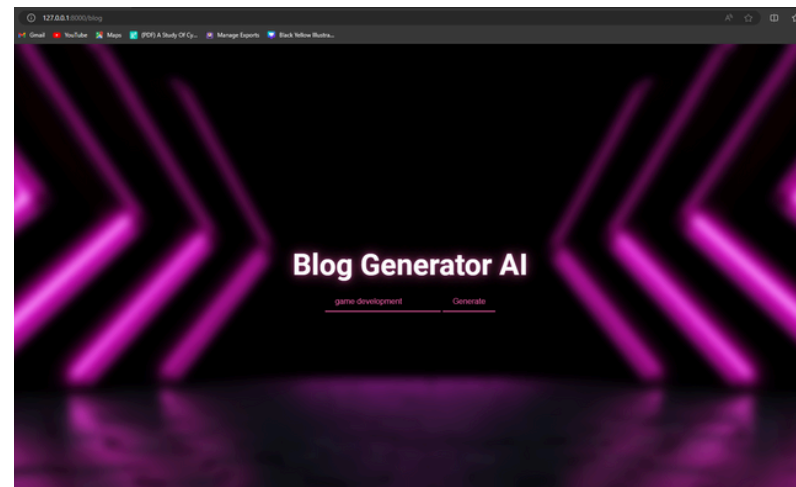 127.0.0.1:8000/blog
Gmail YouTube Maps (PDF) A Study Of Cy... Manage Exports Black Yellow Illustra...
Blog Generator AI
game development Generate